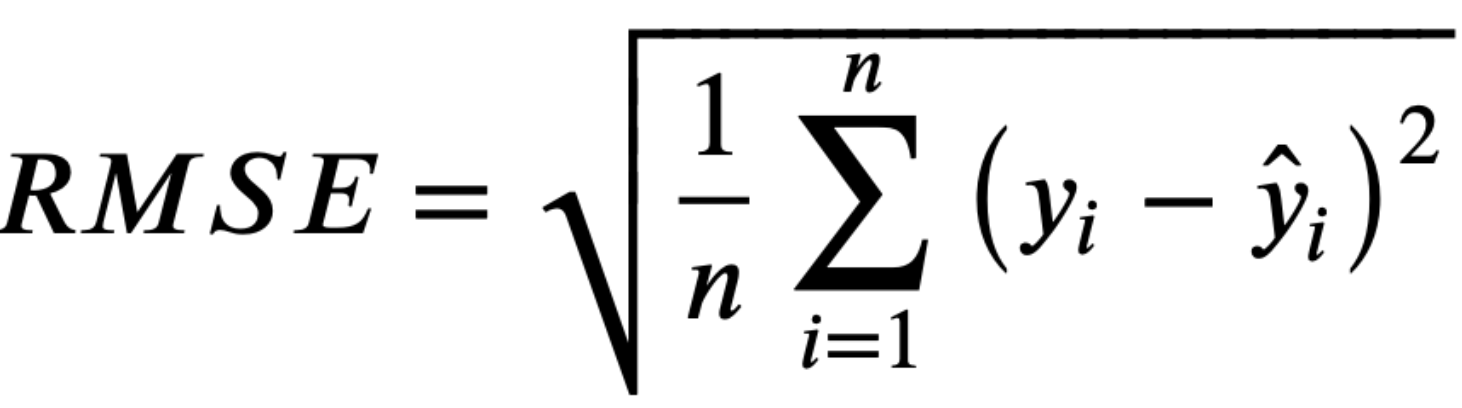 RMSE = √(1/n ∑_{i=1}^{n} (y_i − ŷ_i)²)